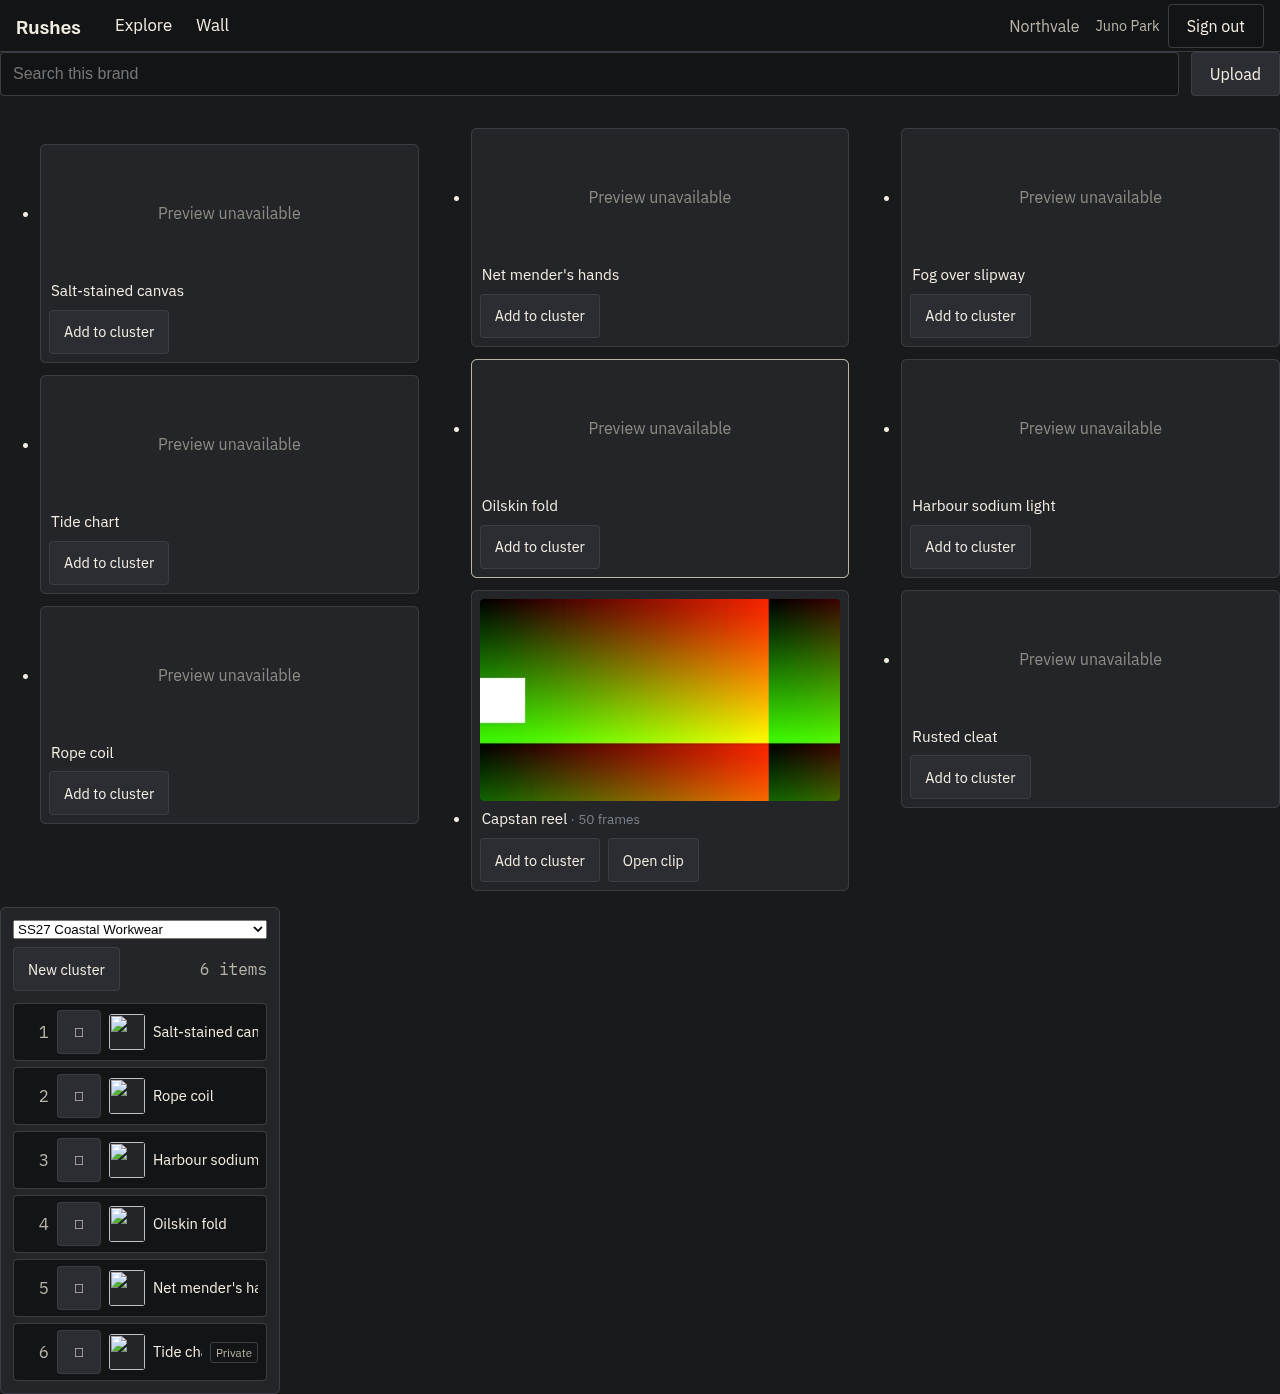 Rushes Explore Wall Northvale Juno Park Sign out
Search this brand Upload
Preview unavailable
Salt-stained canvas
Add to cluster
Preview unavailable
Tide chart
Add to cluster
Preview unavailable
Rope coil
Add to cluster
Preview unavailable
Net mender's hands
Add to cluster
Preview unavailable
Oilskin fold
Add to cluster
Capstan reel · 50 frames
Add to cluster Open clip
Preview unavailable
Fog over slipway
Add to cluster
Preview unavailable
Harbour sodium light
Add to cluster
Preview unavailable
Rusted cleat
Add to cluster
SS27 Coastal Workwear
New cluster 6 items
1 Salt-stained can
2 Rope coil
3 Harbour sodium
4 Oilskin fold
5 Net mender's ha
6 Tide ch Private